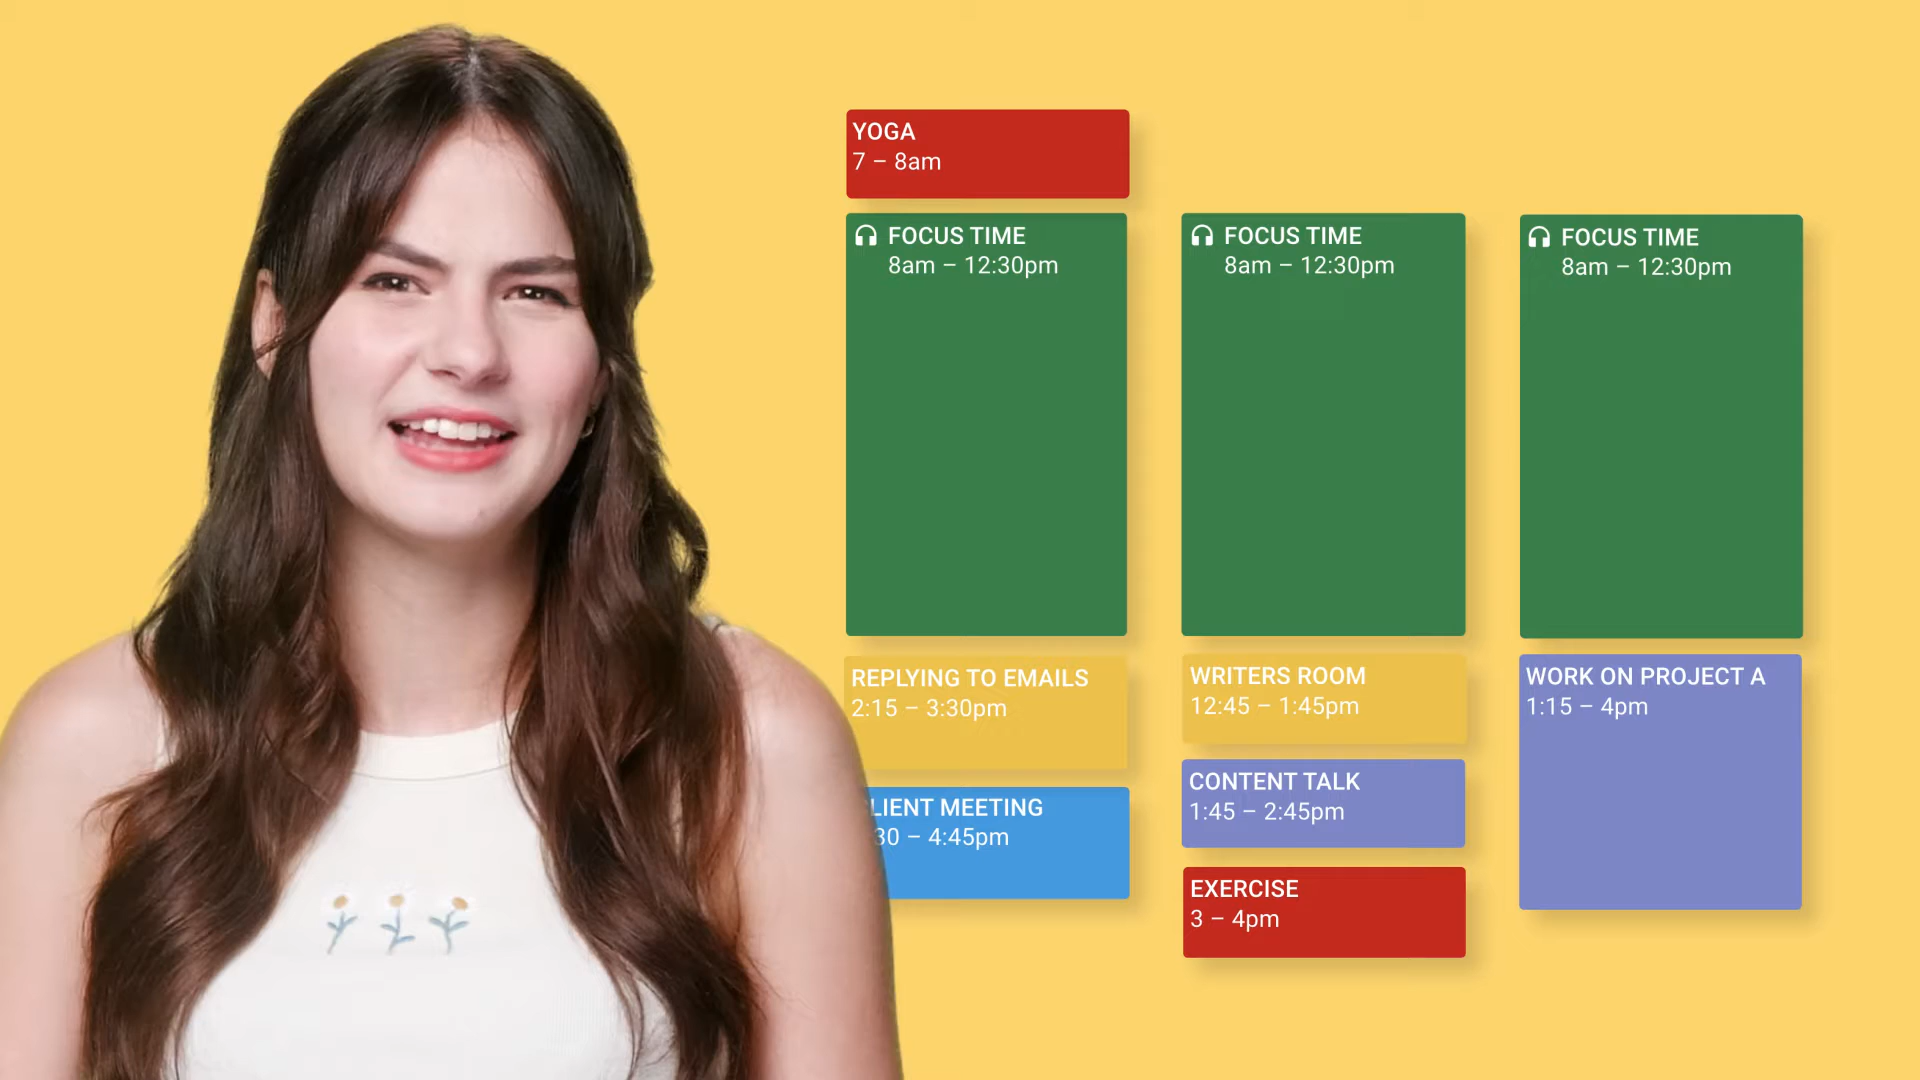 YOGA
7 – 8am
FOCUS TIME
8am – 12:30pm
REPLYING TO EMAILS
2:15 – 3:30pm
LIENT MEETING
30 – 4:45pm
FOCUS TIME
8am – 12:30pm
WRITERS ROOM
12:45 – 1:45pm
CONTENT TALK
1:45 – 2:45pm
EXERCISE
3 – 4pm
FOCUS TIME
8am – 12:30pm
WORK ON PROJECT A
1:15 – 4pm